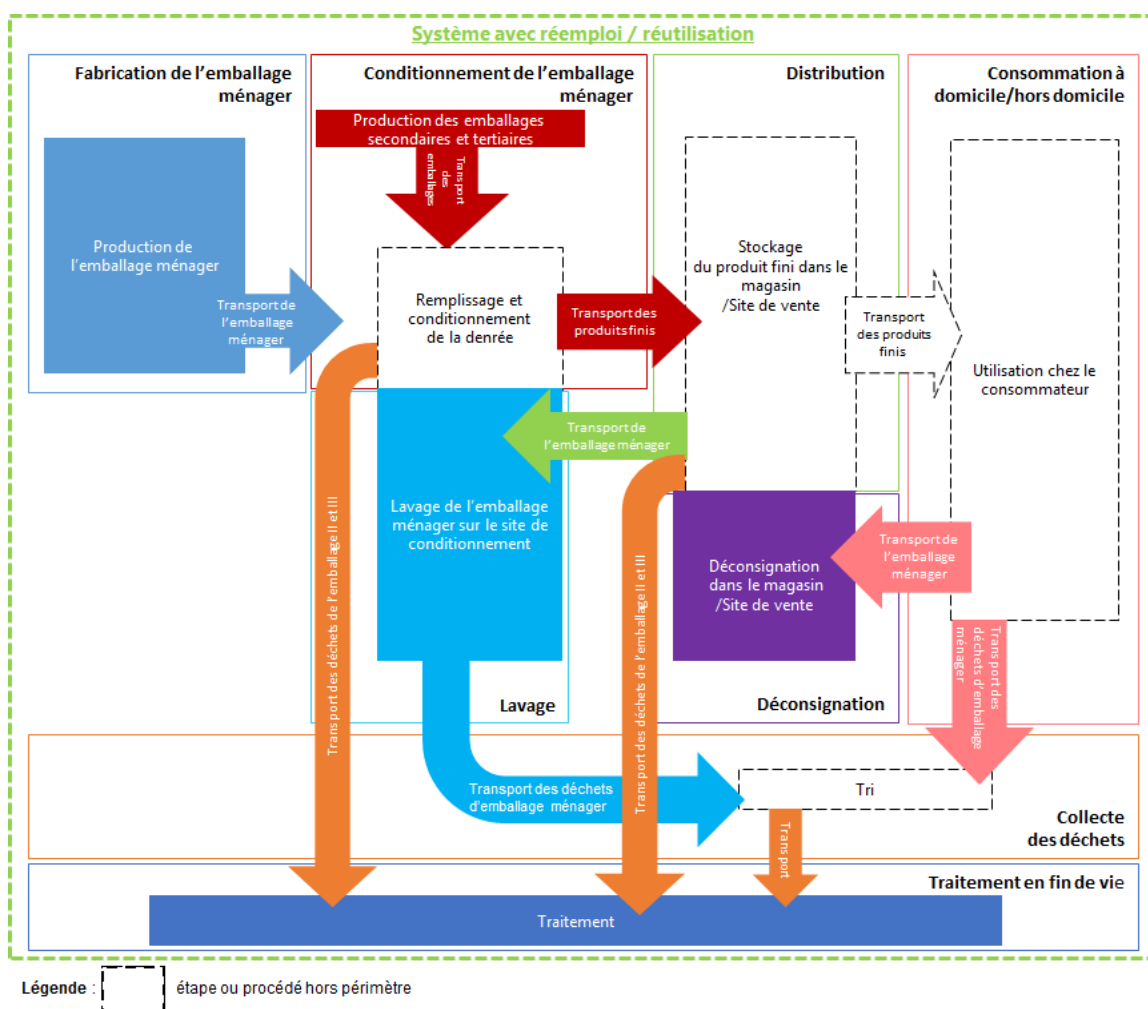 Système avec réemploi / réutilisation
Fabrication de l'emballage
ménager
Conditionnement de l'emballage
ménager
Distribution
Consommation à
domicile/hors domicile
Production des emballages
secondaires et tertiaires
Transport
des
emballages
Production de
l'emballage ménager
Transport de
l'emballage
ménager
Remplissage et
conditionnement
de la denrée
Transport des
produits finis
Stockage
du produit fini dans le
magasin
/Site de vente
Transport
des produits
finis
Utilisation chez le
consommateur
Transport de
l'emballage ménager
Lavage de l'emballage
ménager sur le site de
conditionnement
Déconsignation
dans le magasin
/Site de vente
Transport de
l'emballage
ménager
Transport des déchets de l'emballage II et III
Transport des déchets de l'emballage II et III
Transport des
déchets d'emballage
ménager
Lavage
Déconsignation
Transport des déchets
d'emballage ménager
Tri
Collecte
des déchets
Transport
Traitement en fin de vie
Traitement
Légende :
étape ou procédé hors périmètre